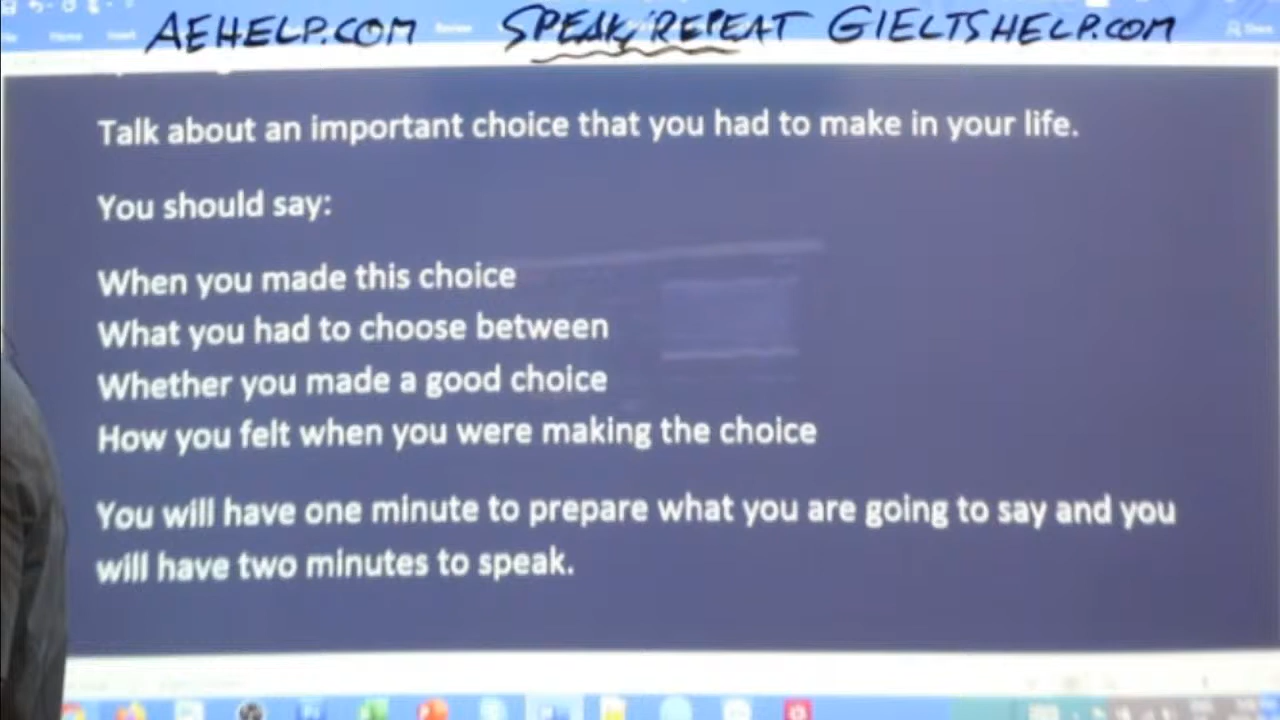 AEHELP.COM SPEAK/REPEAT GIELTSHELP.COM
Talk about an important choice that you had to make in your life.
You should say:
When you made this choice
What you had to choose between
Whether you made a good choice
How you felt when you were making the choice
You will have one minute to prepare what you are going to say and you
will have two minutes to speak.